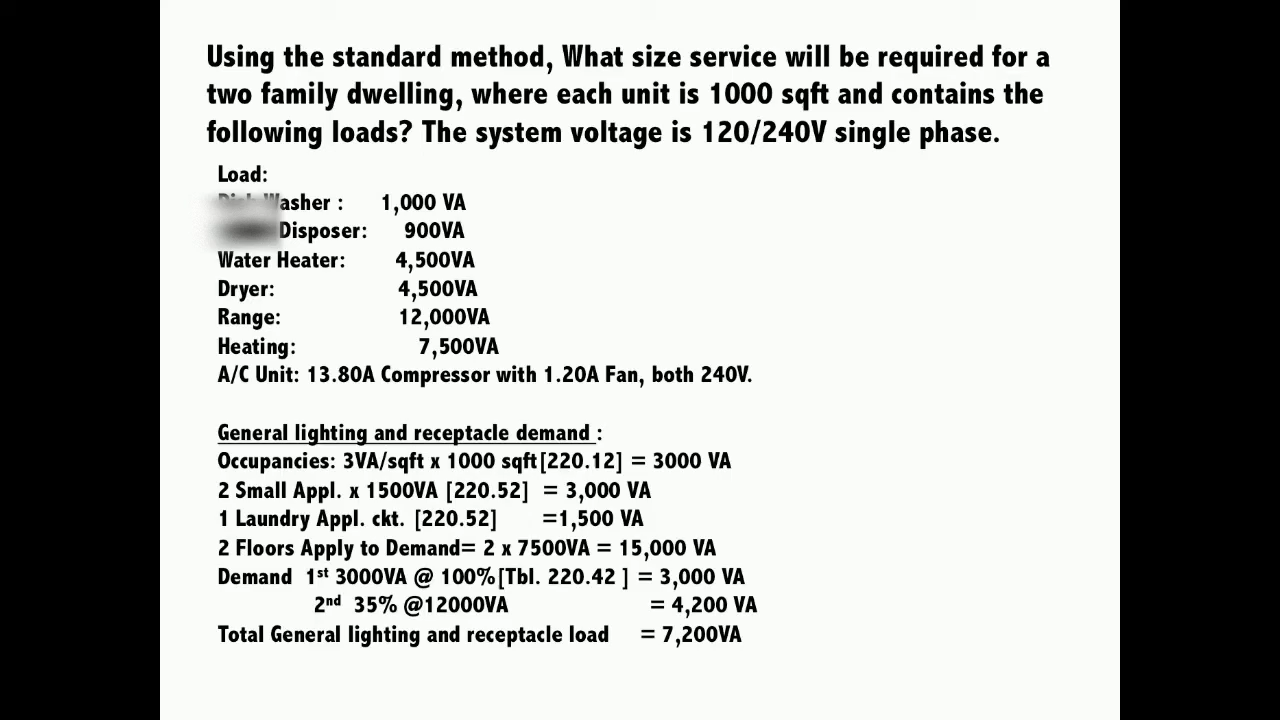 Using the standard method, What size service will be required for a
two family dwelling, where each unit is 1000 sqft and contains the
following loads? The system voltage is 120/240V single phase.
Load:
Washer : 1,000 VA
Disposer: 900VA
Water Heater: 4,500VA
Dryer: 4,500VA
Range: 12,000VA
Heating: 7,500VA
A/C Unit: 13.80A Compressor with 1.20A Fan, both 240V.
General lighting and receptacle demand :
Occupancies: 3VA/sqft x 1000 sqft[220.12] = 3000 VA
2 Small Appl. x 1500VA [220.52] = 3,000 VA
1 Laundry Appl. ckt. [220.52] =1,500 VA
2 Floors Apply to Demand= 2 x 7500VA = 15,000 VA
Demand 1st 3000VA @ 100%[Tbl. 220.42 ] = 3,000 VA
2nd 35% @12000VA = 4,200 VA
Total General lighting and receptacle load = 7,200VA